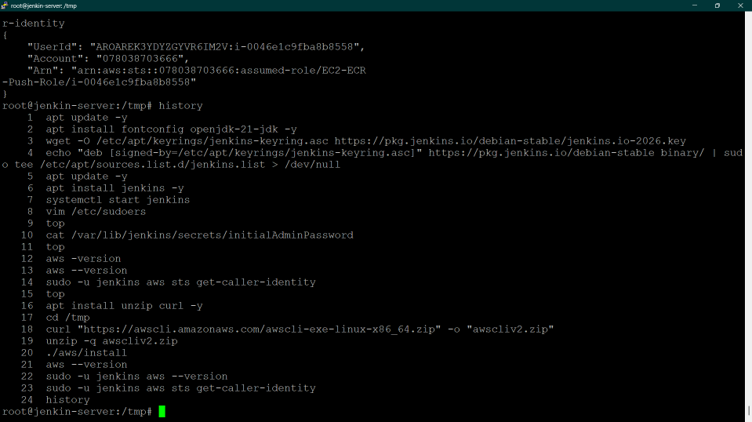 root@jenkin-server: /tmp
r-identity
{
    "UserId": "AROAREK3YDYZGYVR6IM2V:i-0046e1c9fba8b8558",
    "Account": "078038703666",
    "Arn": "arn:aws:sts::078038703666:assumed-role/EC2-ECR
-Push-Role/i-0046e1c9fba8b8558"
}
root@jenkin-server:/tmp# history
    1  apt update -y
    2  apt install fontconfig openjdk-21-jdk -y
    3  wget -O /etc/apt/keyrings/jenkins-keyring.asc https://pkg.jenkins.io/debian-stable/jenkins.io-2026.key
    4  echo "deb [signed-by=/etc/apt/keyrings/jenkins-keyring.asc]" https://pkg.jenkins.io/debian-stable binary/ | sud
o tee /etc/apt/sources.list.d/jenkins.list > /dev/null
    5  apt update -y
    6  apt install jenkins -y
    7  systemctl start jenkins
    8  vim /etc/sudoers
    9  top
   10  cat /var/lib/jenkins/secrets/initialAdminPassword
   11  top
   12  aws -version
   13  aws --version
   14  sudo -u jenkins aws sts get-caller-identity
   15  top
   16  apt install unzip curl -y
   17  cd /tmp
   18  curl "https://awscli.amazonaws.com/awscli-exe-linux-x86_64.zip" -o "awscliv2.zip"
   19  unzip -q awscliv2.zip
   20  ./aws/install
   21  aws --version
   22  sudo -u jenkins aws --version
   23  sudo -u jenkins aws sts get-caller-identity
   24  history
root@jenkin-server:/tmp#